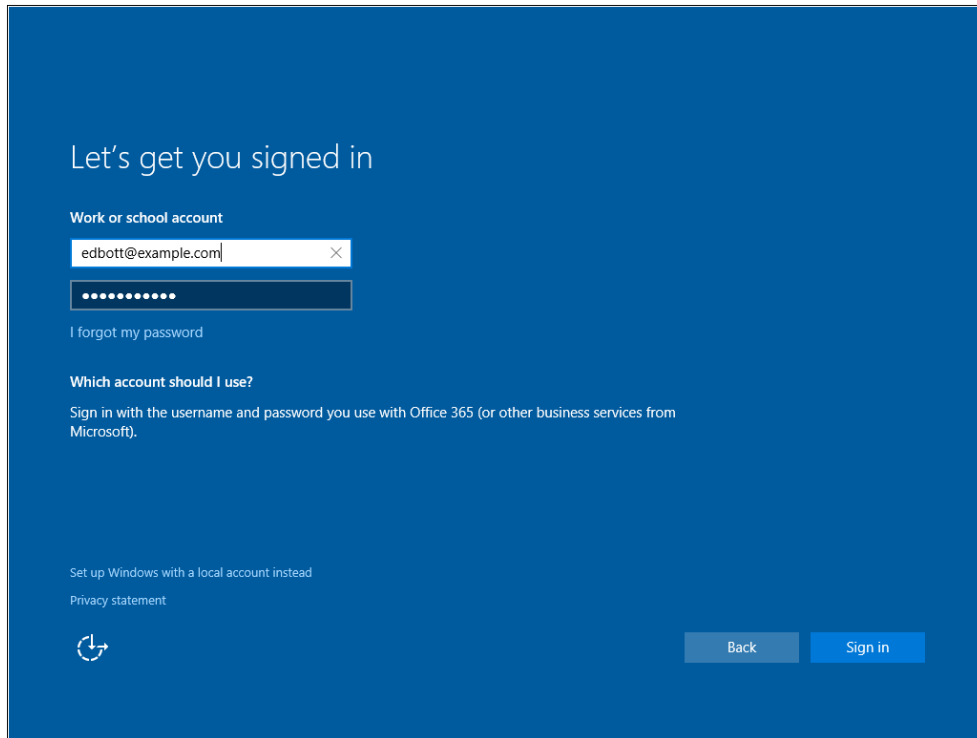 Let's get you signed in
Work or school account
edbott@example.com
●●●●●●●●●●●
I forgot my password
Which account should I use?
Sign in with the username and password you use with Office 365 (or other business services from
Microsoft).
Set up Windows with a local account instead
Privacy statement
Back
Sign in